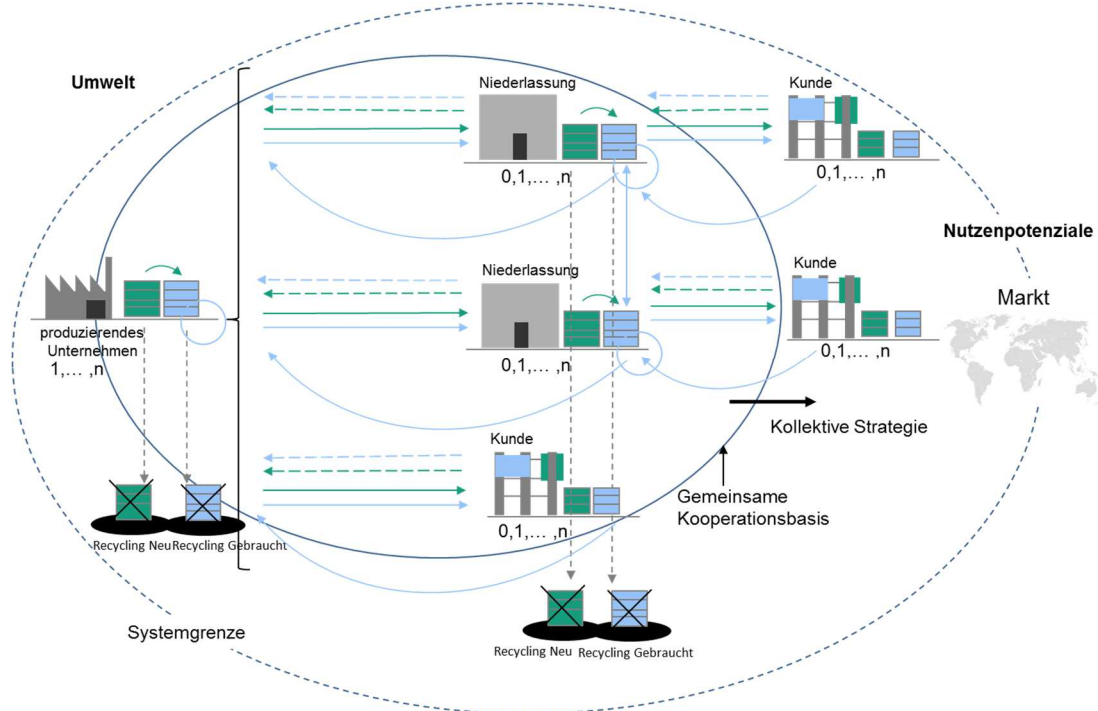 Umwelt
Niederlassung
0,1,… ,n
Kunde
0,1,… ,n
Nutzenpotenziale
Markt
produzierendes
Unternehmen
1,… ,n
Niederlassung
0,1,… ,n
Kunde
0,1,… ,n
Kollektive Strategie
Kunde
0,1,… ,n
Gemeinsame
Kooperationsbasis
Recycling Neu
Recycling Gebraucht
Systemgrenze
Recycling Neu
Recycling Gebraucht